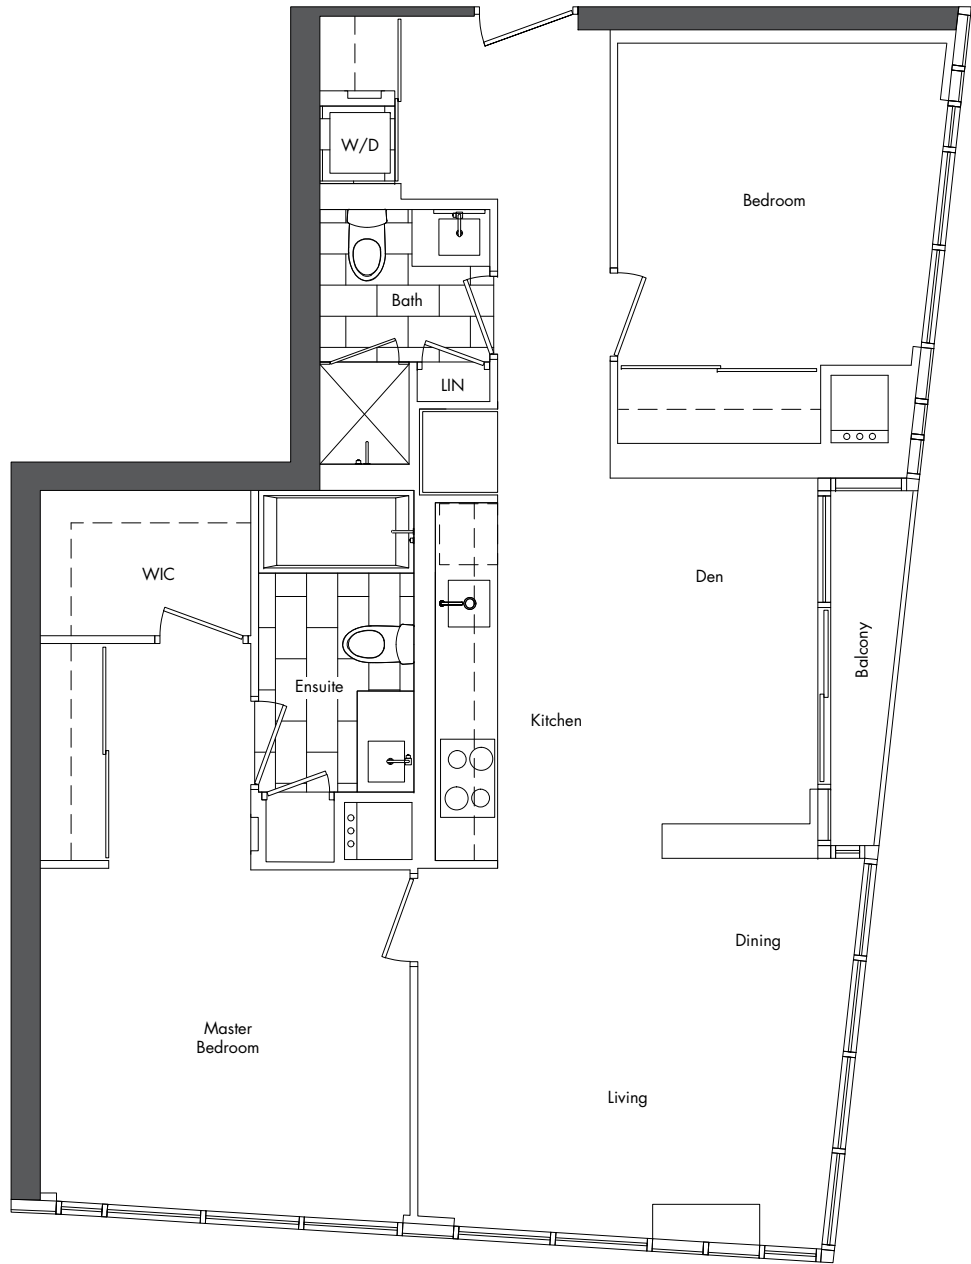 W/D
Bedroom
Bath
LIN
WIC
Den
Balcony
Ensuite
Kitchen
Dining
Master
Bedroom
Living